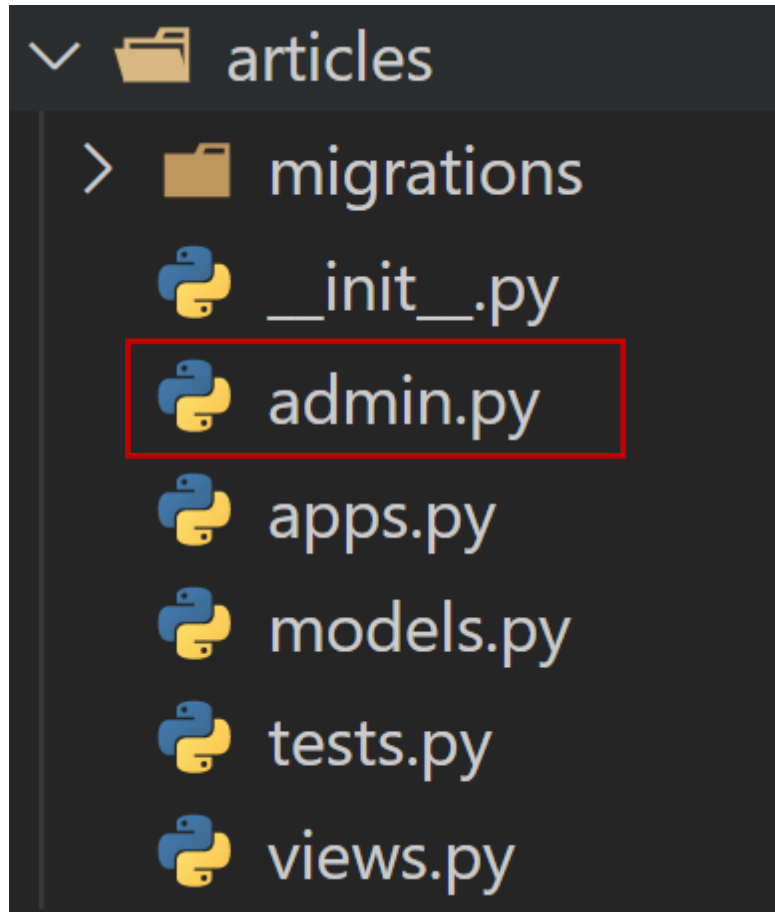 articles
migrations
__init__.py
admin.py
apps.py
models.py
tests.py
views.py